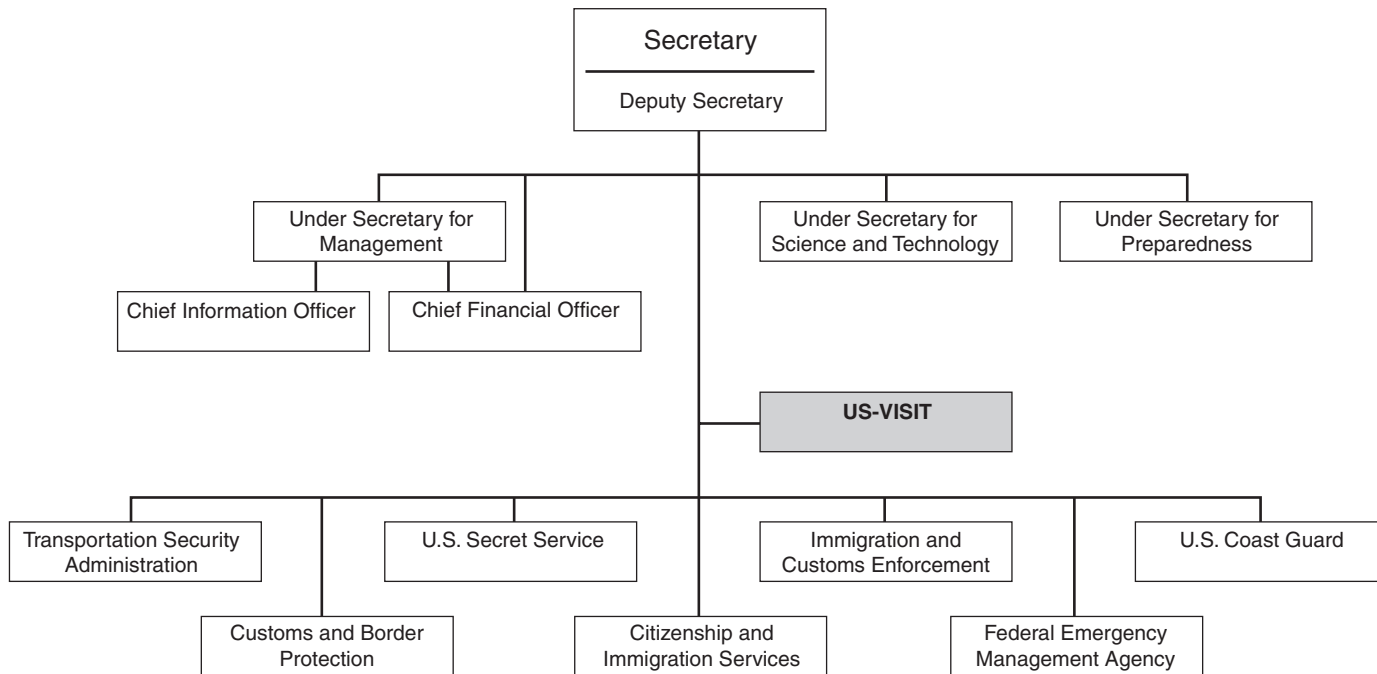 Secretary
Deputy Secretary
Under Secretary for
Management
Under Secretary for
Science and Technology
Under Secretary for
Preparedness
Chief Information Officer
Chief Financial Officer
US-VISIT
Transportation Security
Administration
U.S. Secret Service
Immigration and
Customs Enforcement
U.S. Coast Guard
Customs and Border
Protection
Citizenship and
Immigration Services
Federal Emergency
Management Agency